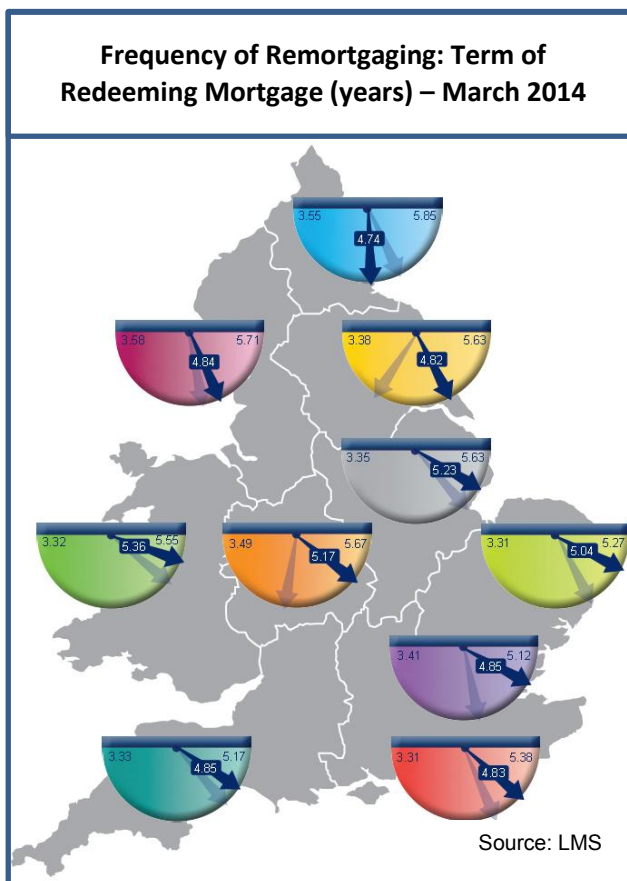 Frequency of Remortgaging: Term of
Redeeming Mortgage (years) – March 2014
3.55 4.74 5.85
3.58 4.84 5.71
3.38 4.82 5.63
3.35 5.23 5.63
3.32 5.36 5.55
3.49 5.17 5.67
3.31 5.04 5.27
3.41 4.85 5.12
3.33 4.85 5.17
3.31 4.83 5.38
Source: LMS